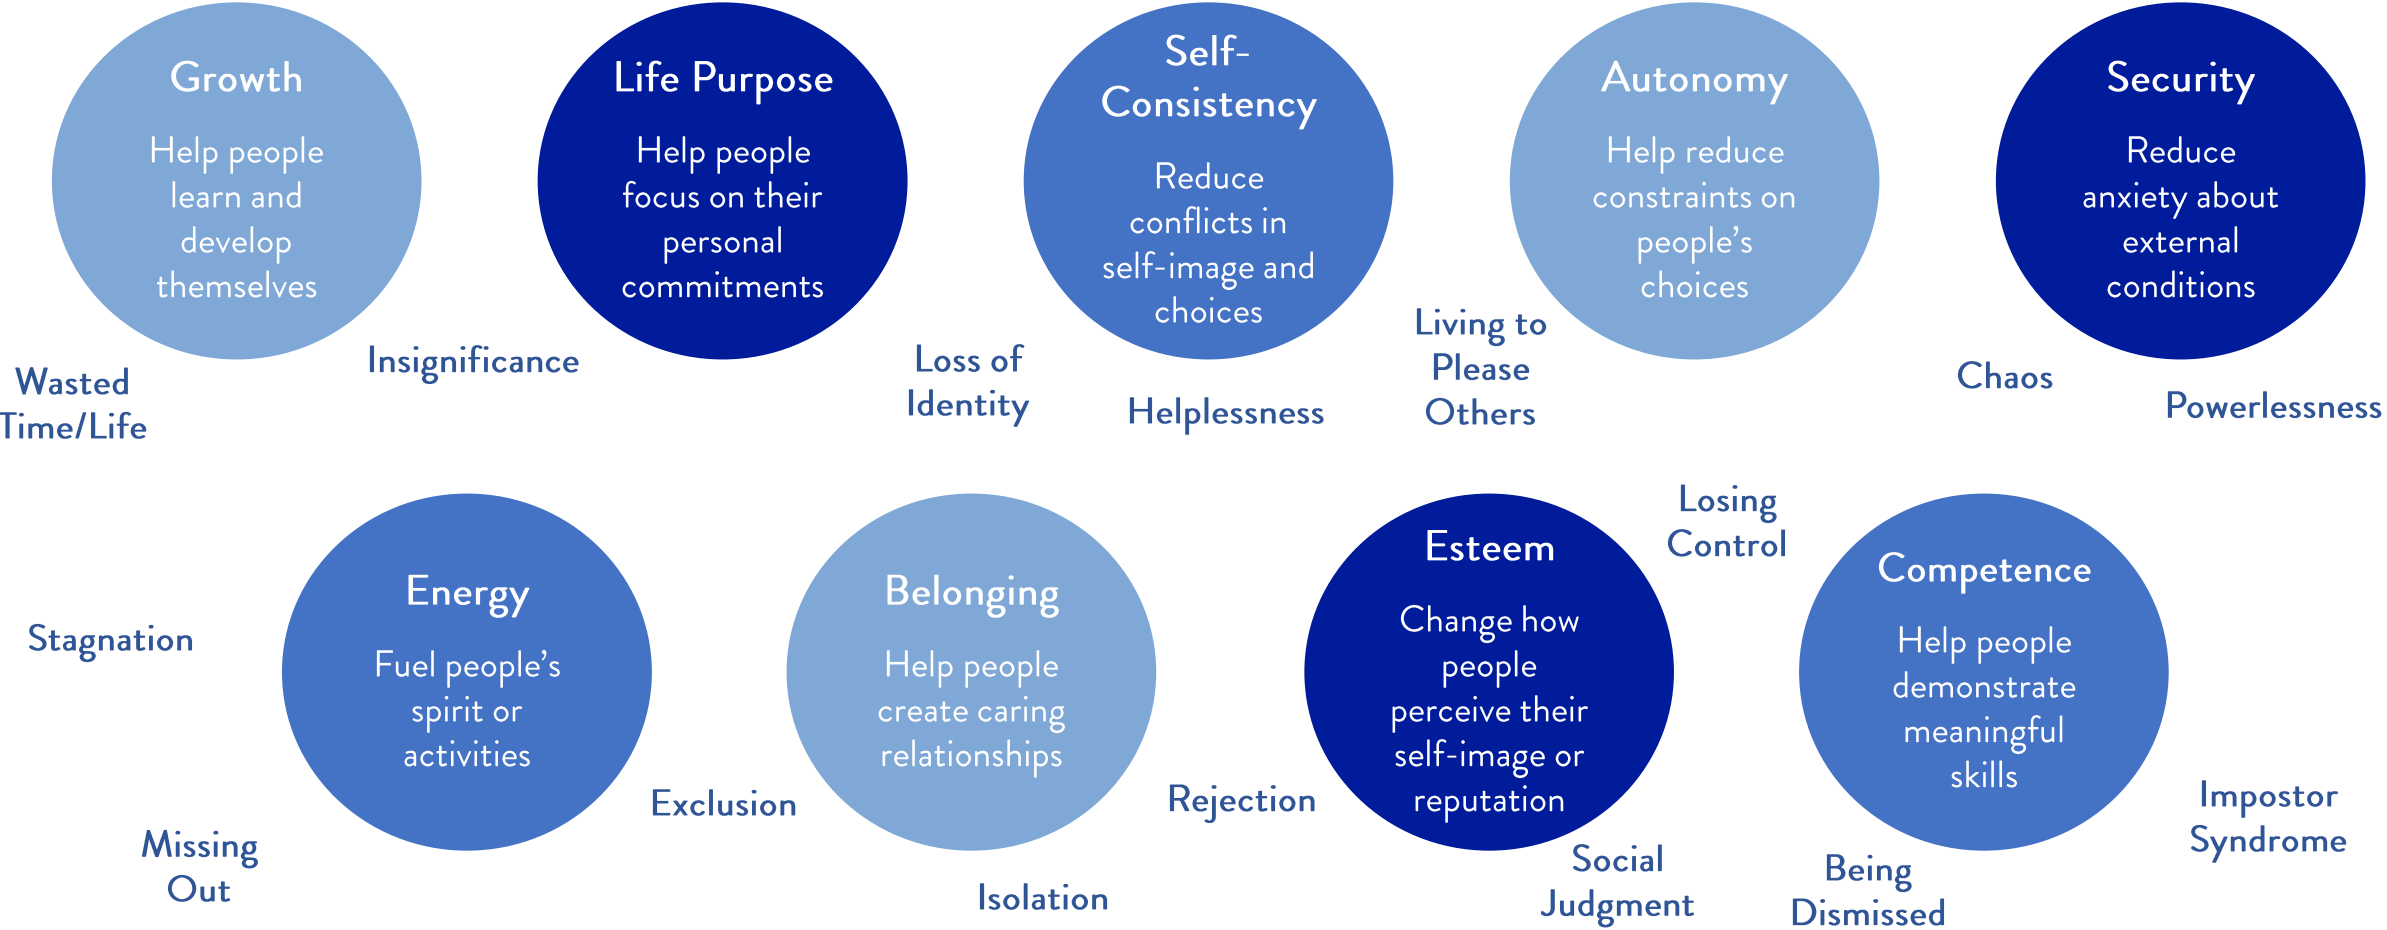 Growth
Help people
learn and
develop
themselves
Life Purpose
Help people
focus on their
personal
commitments
Self-
Consistency
Reduce
conflicts in
self-image and
choices
Autonomy
Help reduce
constraints on
people’s
choices
Security
Reduce
anxiety about
external
conditions
Wasted
Time/Life
Insignificance
Loss of
Identity
Helplessness
Living to
Please
Others
Chaos
Powerlessness
Stagnation
Energy
Fuel people’s
spirit or
activities
Belonging
Help people
create caring
relationships
Esteem
Change how
people
perceive their
self-image or
reputation
Losing
Control
Competence
Help people
demonstrate
meaningful
skills
Missing
Out
Exclusion
Isolation
Rejection
Social
Judgment
Being
Dismissed
Impostor
Syndrome